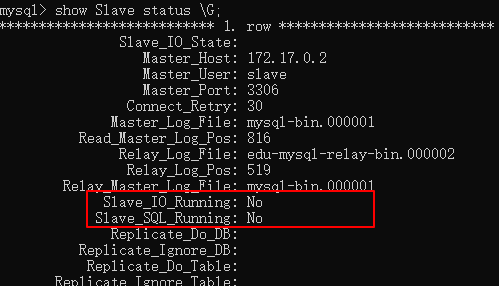 mysql> show Slave status \G;
*************************** 1. row ***************************
Slave_IO_State:
Master_Host: 172.17.0.2
Master_User: slave
Master_Port: 3306
Connect_Retry: 30
Master_Log_File: mysql-bin.000001
Read_Master_Log_Pos: 816
Relay_Log_File: edu-mysql-relay-bin.000002
Relay_Log_Pos: 519
Relay_Master_Log_File: mysql-bin.000001
Slave_IO_Running: No
Slave_SQL_Running: No
Replicate_Do_DB:
Replicate_Ignore_DB:
Replicate_Do_Table:
Replicate_Ignore_Table: